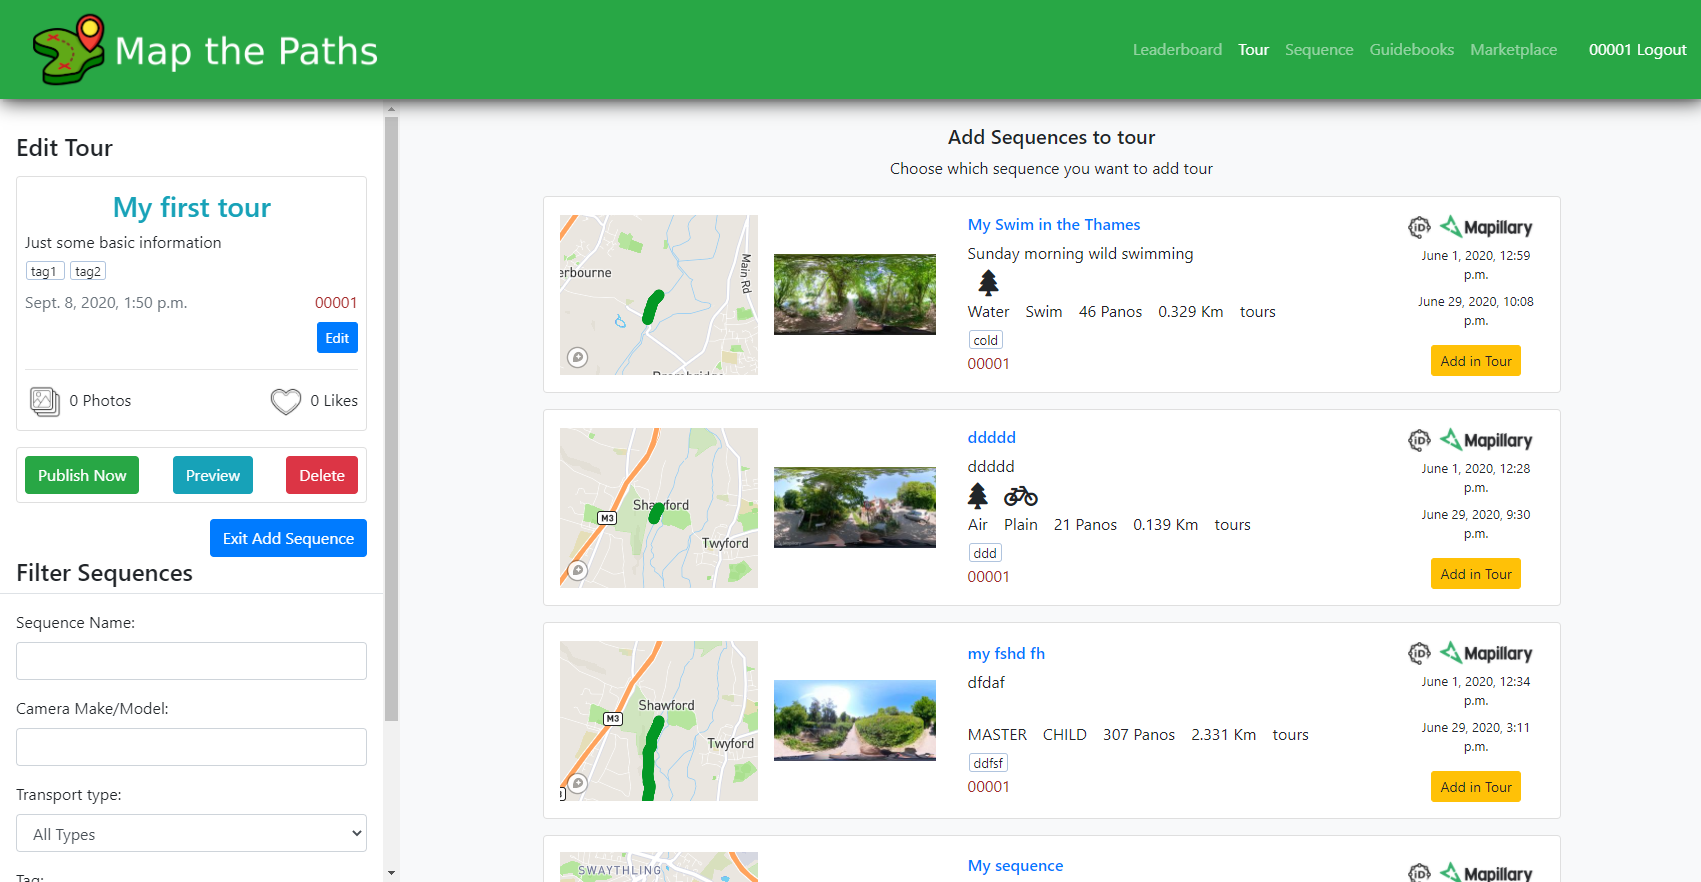 Map the Paths
Leaderboard Tour Sequence Guidebooks Marketplace 00001 Logout
Edit Tour
My first tour
Just some basic information
tag1 tag2
Sept. 8, 2020, 1:50 p.m. 00001
Edit
0 Photos 0 Likes
Publish Now Preview Delete
Exit Add Sequence
Filter Sequences
Sequence Name:
Camera Make/Model:
Transport type:
All Types
Tag:
Add Sequences to tour
Choose which sequence you want to add tour
erbourne
Main Rd
My Swim in the Thames
Sunday morning wild swimming
Water Swim 46 Panos 0.329 Km tours
cold
00001
iD Mapillary
June 1, 2020, 12:59
p.m.
June 29, 2020, 10:08
p.m.
Add in Tour
Shawford
M3
Twyford
ddddd
ddddd
Air Plain 21 Panos 0.139 Km tours
ddd
00001
iD Mapillary
June 1, 2020, 12:28
p.m.
June 29, 2020, 9:30
p.m.
Add in Tour
Shawford
M3
Twyford
my fshd fh
dfdaf
MASTER CHILD 307 Panos 2.331 Km tours
ddfsf
00001
iD Mapillary
June 1, 2020, 12:34
p.m.
June 29, 2020, 3:11
p.m.
Add in Tour
SWAYTHLING
My sequence
iD Mapillary